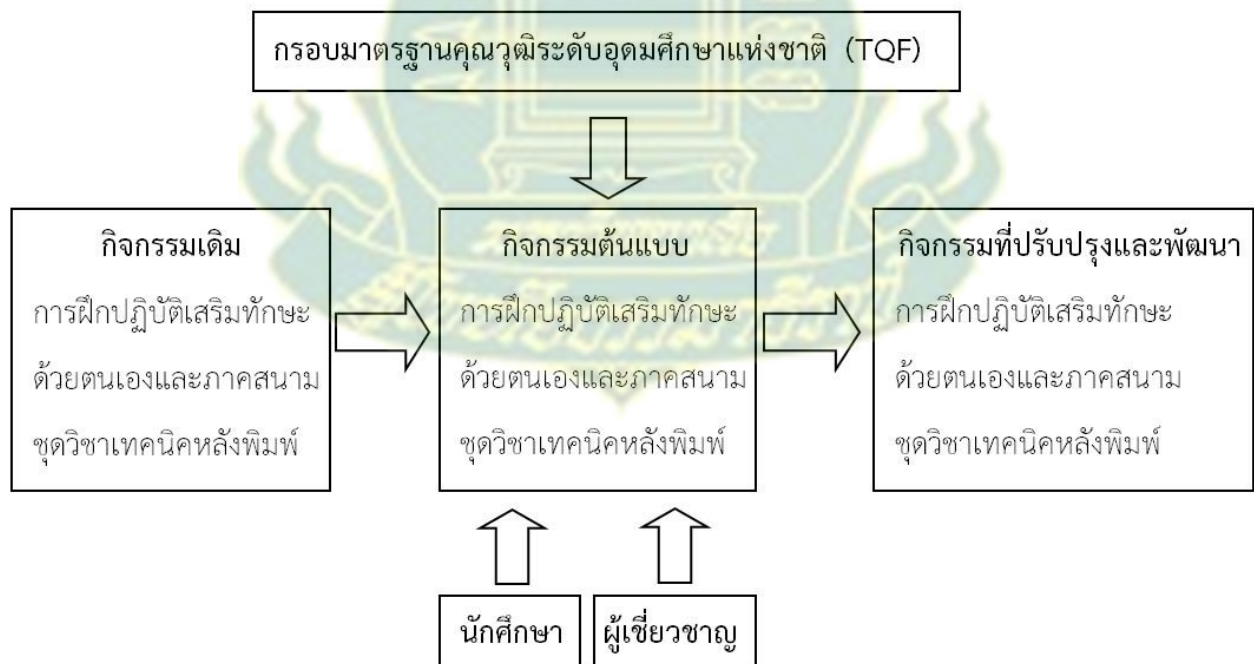 กรอบมาตรฐานคุณวุฒิระดับอุดมศึกษาแห่งชาติ (TQF)
กิจกรรมเดิม
การฝึกปฏิบัติเสริมทักษะ
ด้วยตนเองและภาคสนาม
ชุดวิชาเทคนิคหลังพิมพ์
กิจกรรมต้นแบบ
การฝึกปฏิบัติเสริมทักษะ
ด้วยตนเองและภาคสนาม
ชุดวิชาเทคนิคหลังพิมพ์
กิจกรรมที่ปรับปรุงและพัฒนา
การฝึกปฏิบัติเสริมทักษะ
ด้วยตนเองและภาคสนาม
ชุดวิชาเทคนิคหลังพิมพ์
นักศึกษา
ผู้เชี่ยวชาญ